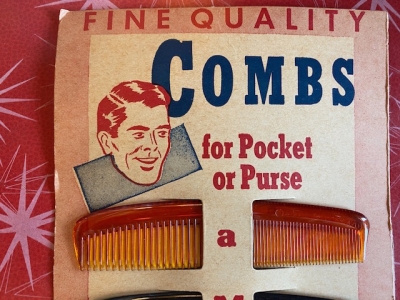 FINE QUALITY
COMBS
for Pocket
or Purse
a